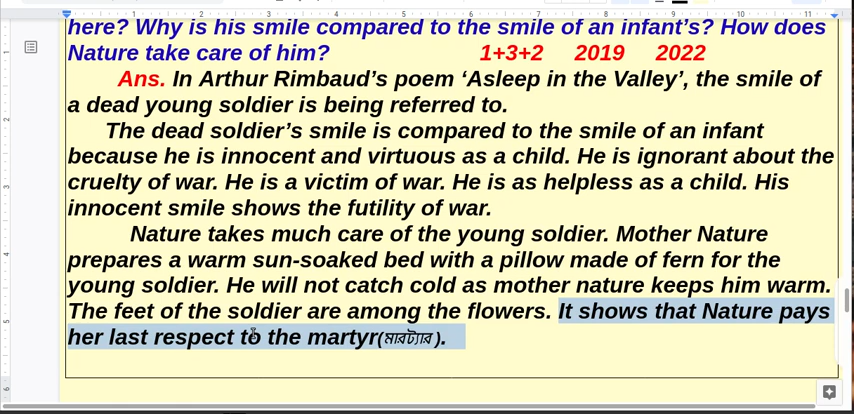 here? Why is his smile compared to the smile of an infant’s? How does
Nature take care of him? 1+3+2 2019 2022
Ans. In Arthur Rimbaud’s poem ‘Asleep in the Valley’, the smile of
a dead young soldier is being referred to.
The dead soldier’s smile is compared to the smile of an infant
because he is innocent and virtuous as a child. He is ignorant about the
cruelty of war. He is a victim of war. He is as helpless as a child. His
innocent smile shows the futility of war.
Nature takes much care of the young soldier. Mother Nature
prepares a warm sun-soaked bed with a pillow made of fern for the
young soldier. He will not catch cold as mother nature keeps him warm.
The feet of the soldier are among the flowers. It shows that Nature pays
her last respect to the martyr(মারট্যার ).